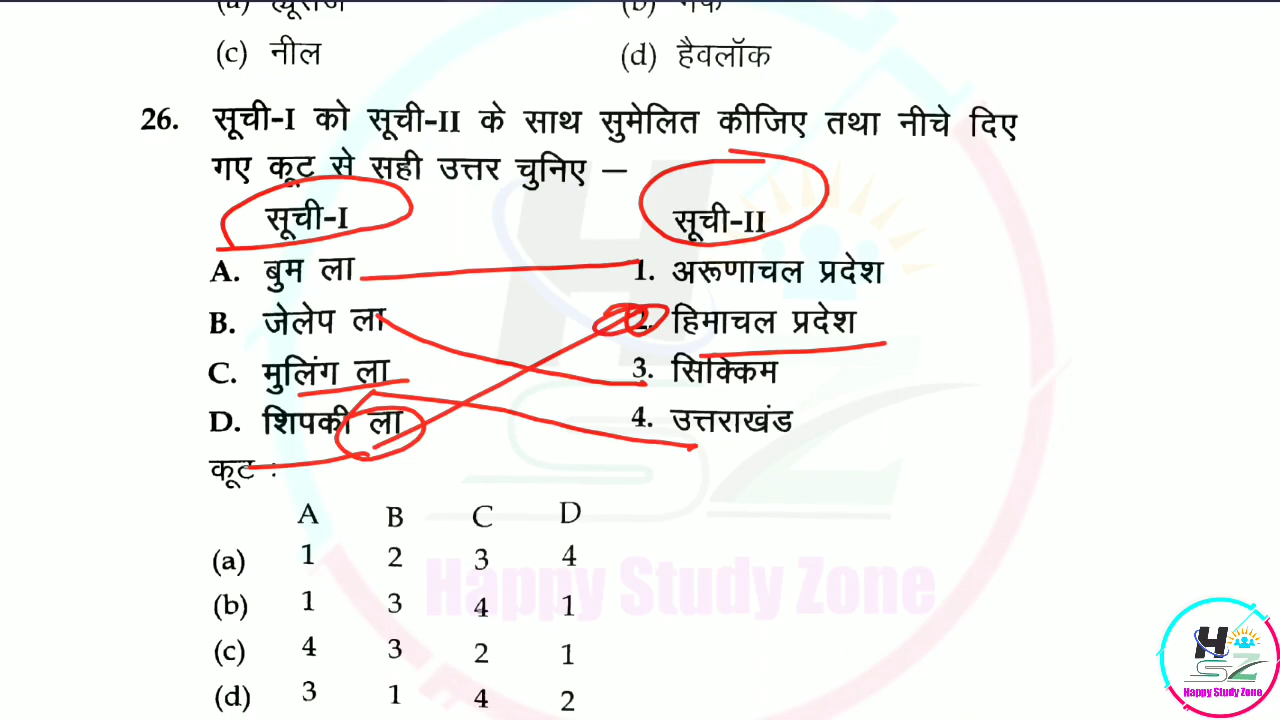 (c) नील (d) हैवलॉक
26. सूची-I को सूची-II के साथ सुमेलित कीजिए तथा नीचे दिए
गए कूट से सही उत्तर चुनिए –
सूची-I सूची-II
A. बुम ला 1. अरूणाचल प्रदेश
B. जेलेप ला 2. हिमाचल प्रदेश
C. मुलिंग ला 3. सिक्किम
D. शिपकी ला 4. उत्तराखंड
कूट :
A B C D
(a) 1 2 3 4
(b) 1 3 4 1
(c) 4 3 2 1
(d) 3 1 4 2
Happy Study Zone
HSZ
Happy Study Zone